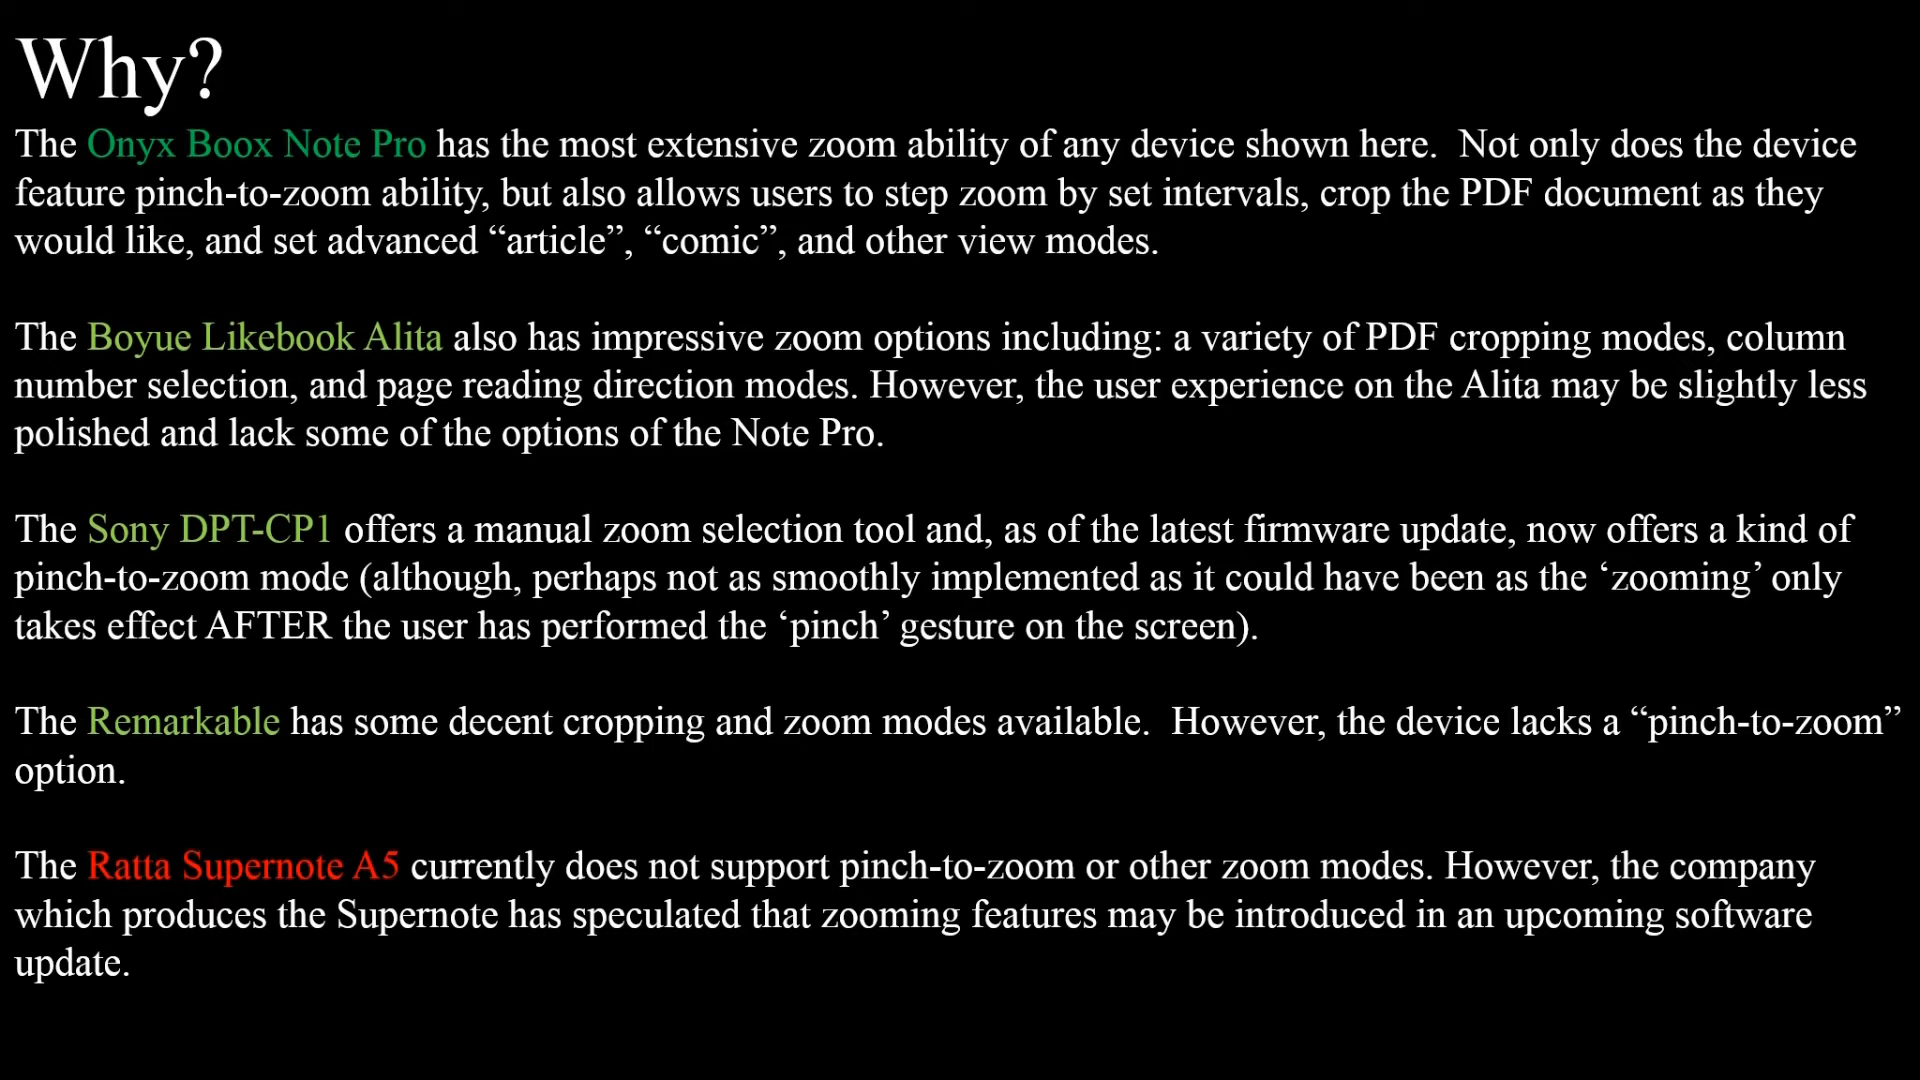 Why?
The Onyx Boox Note Pro has the most extensive zoom ability of any device shown here.  Not only does the device
feature pinch-to-zoom ability, but also allows users to step zoom by set intervals, crop the PDF document as they
would like, and set advanced “article”, “comic”, and other view modes.
The Boyue Likebook Alita also has impressive zoom options including: a variety of PDF cropping modes, column
number selection, and page reading direction modes. However, the user experience on the Alita may be slightly less
polished and lack some of the options of the Note Pro.
The Sony DPT-CP1 offers a manual zoom selection tool and, as of the latest firmware update, now offers a kind of
pinch-to-zoom mode (although, perhaps not as smoothly implemented as it could have been as the ‘zooming’ only
takes effect AFTER the user has performed the ‘pinch’ gesture on the screen).
The Remarkable has some decent cropping and zoom modes available.  However, the device lacks a “pinch-to-zoom”
option.
The Ratta Supernote A5 currently does not support pinch-to-zoom or other zoom modes. However, the company
which produces the Supernote has speculated that zooming features may be introduced in an upcoming software
update.